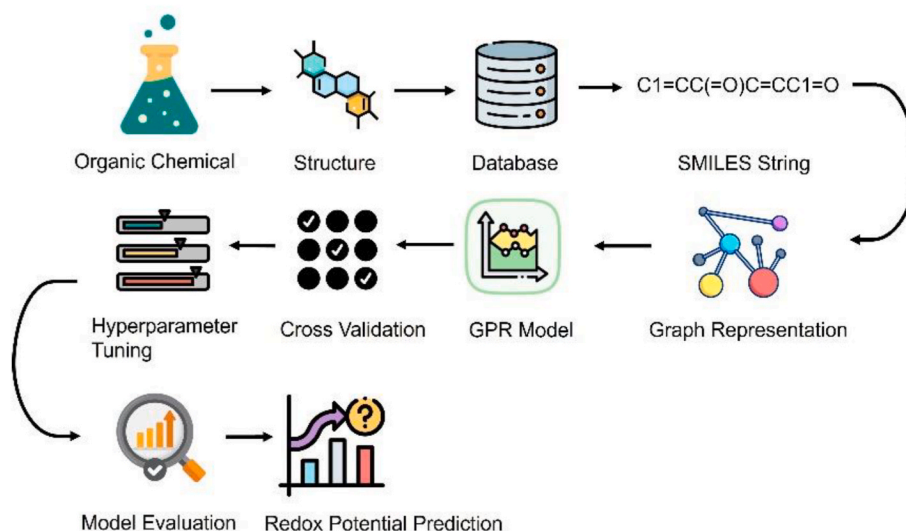 C1=CC(=O)C=CC1=O
Organic Chemical
Structure
Database
SMILES String
Hyperparameter
Tuning
Cross Validation
GPR Model
Graph Representation
?
Model Evaluation
Redox Potential Prediction